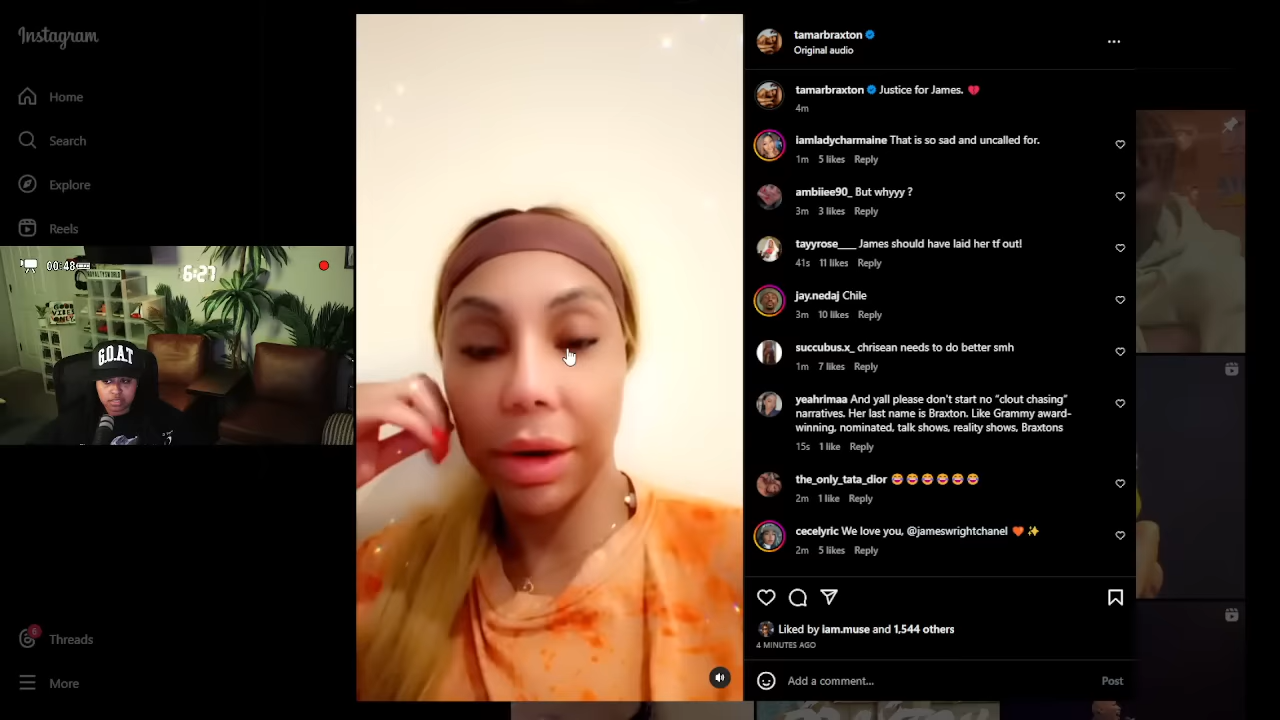 Instagram
Home
Search
Explore
Reels
00:48
6:27
GOOD
VIBES
ONLY
G.O.A.T
6
Threads
More
tamarbraxton
Original audio
tamarbraxton Justice for James. 💔
4m
iamladycharmaine That is so sad and uncalled for.
1m 5 likes Reply
ambiiee90_ But whyyy ?
3m 3 likes Reply
tayyrose___ James should have laid her tf out!
41s 11 likes Reply
jay.nedaj Chile
3m 10 likes Reply
succubus.x_ chrisean needs to do better smh
1m 7 likes Reply
yeahrimaa And yall please don't start no “clout chasing”
narratives. Her last name is Braxton. Like Grammy award-
winning, nominated, talk shows, reality shows, Braxtons
15s 1 like Reply
the_only_tata_dior 😂😂😂😂😂😂
2m 1 like Reply
cecelyric We love you, @jameswrightchanel ❤️ ✨
2m 5 likes Reply
Liked by iam.muse and 1,544 others
4 MINUTES AGO
Add a comment...
Post